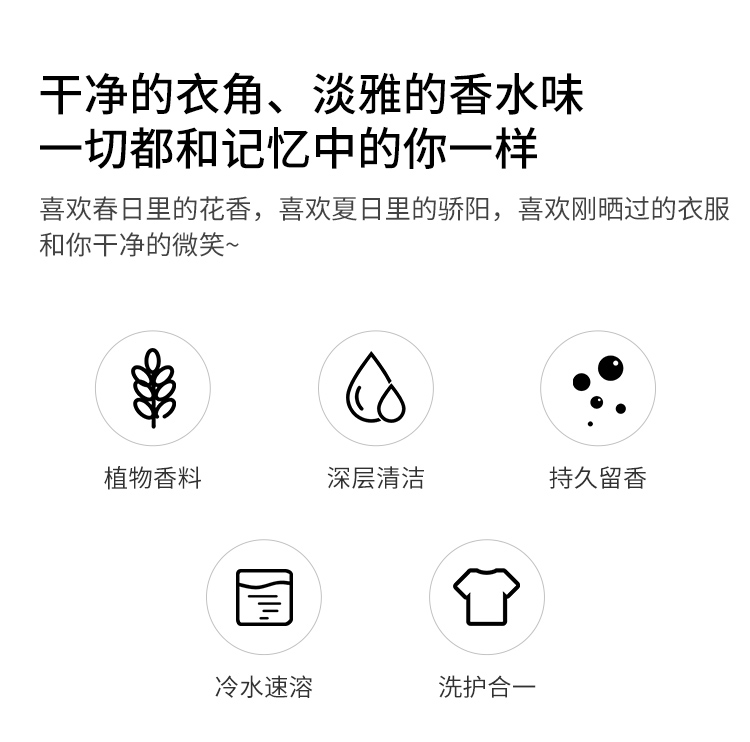 干净的衣角、淡雅的香水味
一切都和记忆中的你一样
喜欢春日里的花香，喜欢夏日里的骄阳，喜欢刚晒过的衣服
和你干净的微笑~
植物香料
深层清洁
持久留香
冷水速溶
洗护合一